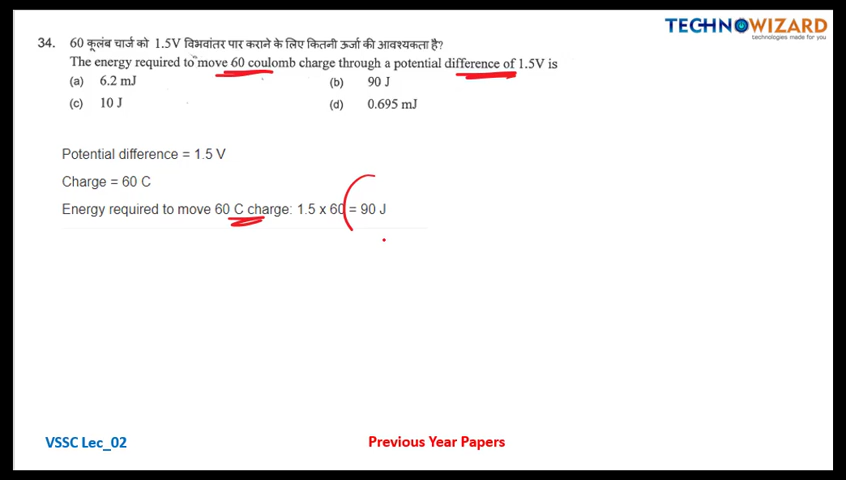 TECHNOWIZARD
technologies made for you
34. 60 कूलंब चार्ज को 1.5V विभवांतर पार कराने के लिए कितनी ऊर्जा की आवश्यकता है?
The energy required to move 60 coulomb charge through a potential difference of 1.5V is
(a) 6.2 mJ (b) 90 J
(c) 10 J (d) 0.695 mJ
Potential difference = 1.5 V
Charge = 60 C
Energy required to move 60 C charge: 1.5 x 60 = 90 J
VSSC Lec_02 Previous Year Papers